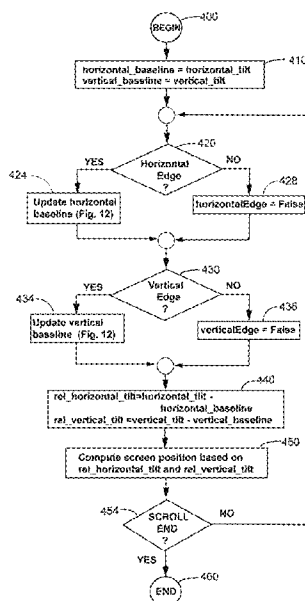 BEGIN
400
410
horizontal_baseline = horizontal_tilt
vertical_baseline = vertical_tilt
420
YES
Horizontal
Edge
?
NO
424
Update horizontal
baseline (Fig. 12)
428
horizontalEdge = False
430
YES
Vertical
Edge
?
NO
434
Update vertical
baseline (Fig. 12)
436
verticalEdge = False
440
rel_horizontal_tilt=horizontal_tilt -
horizontal_baseline
rel_vertical_tilt =vertical_tilt - vertical_baseline
450
Compute screen position based on
rel_horizontal_tilt and rel_vertical_tilt
454
SCROLL
END
?
NO
YES
END
460